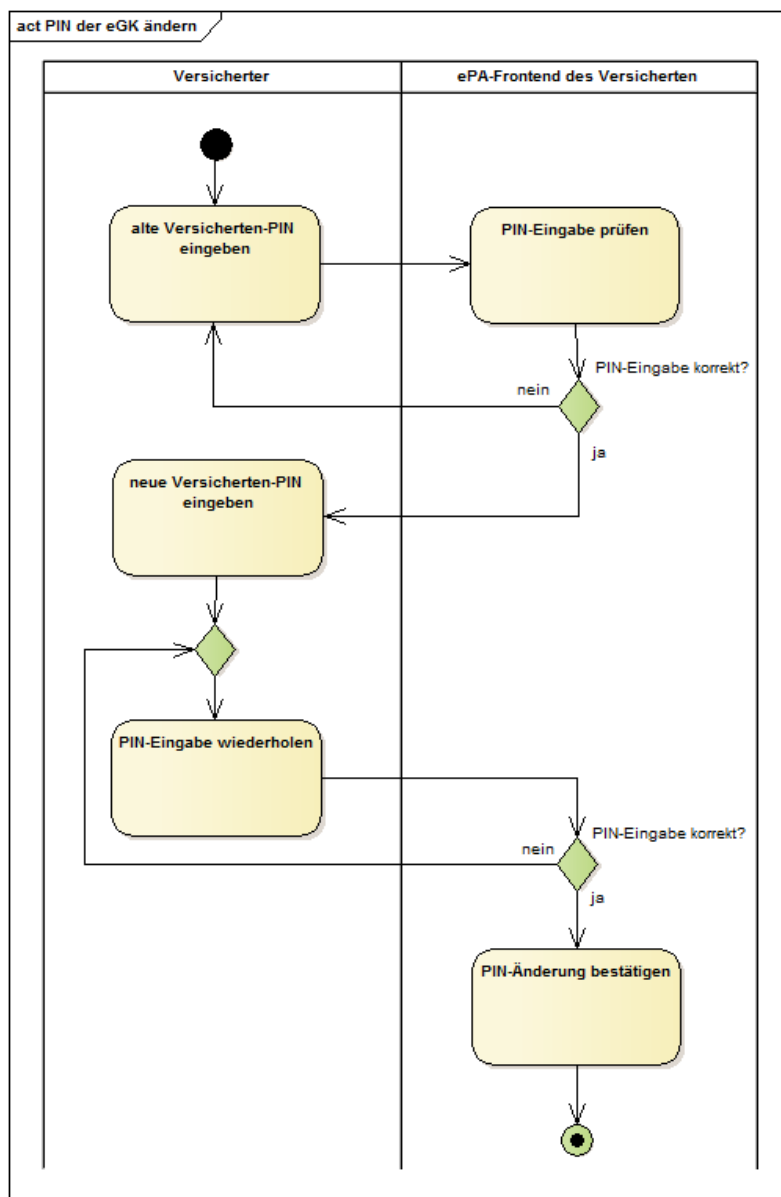 act PIN der eGK ändern
Versicherter
ePA-Frontend des Versicherten
alte Versicherten-PIN
eingeben
PIN-Eingabe prüfen
PIN-Eingabe korrekt?
nein
ja
neue Versicherten-PIN
eingeben
PIN-Eingabe wiederholen
PIN-Eingabe korrekt?
nein
ja
PIN-Änderung bestätigen